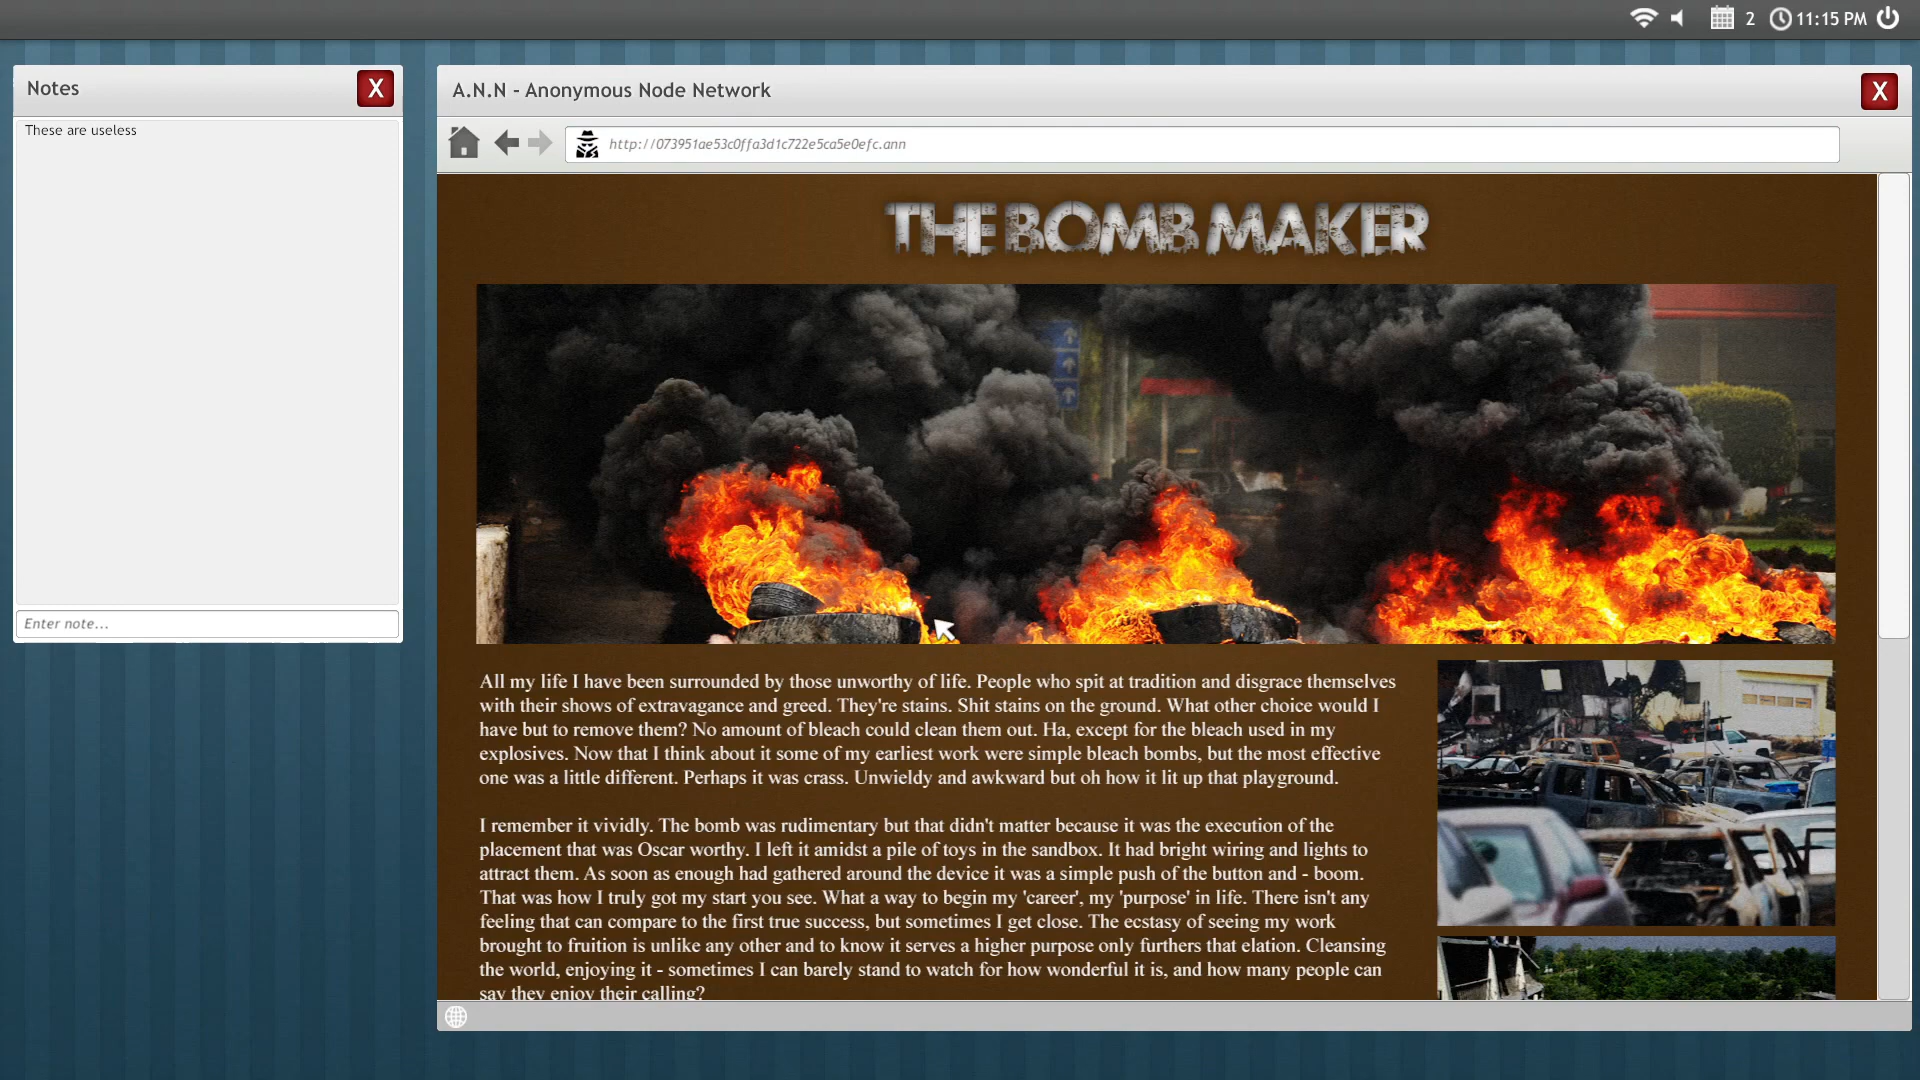 2 11:15 PM
Notes
X
These are useless
Enter note...
A.N.N - Anonymous Node Network
X
http://073951ae53c0ffa3d1c722e5ca5e0efc.ann
THE BOMB MAKER
All my life I have been surrounded by those unworthy of life. People who spit at tradition and disgrace themselves
with their shows of extravagance and greed. They're stains. Shit stains on the ground. What other choice would I
have but to remove them? No amount of bleach could clean them out. Ha, except for the bleach used in my
explosives. Now that I think about it some of my earliest work were simple bleach bombs, but the most effective
one was a little different. Perhaps it was crass. Unwieldy and awkward but oh how it lit up that playground.
I remember it vividly. The bomb was rudimentary but that didn't matter because it was the execution of the
placement that was Oscar worthy. I left it amidst a pile of toys in the sandbox. It had bright wiring and lights to
attract them. As soon as enough had gathered around the device it was a simple push of the button and - boom.
That was how I truly got my start you see. What a way to begin my 'career', my 'purpose' in life. There isn't any
feeling that can compare to the first true success, but sometimes I get close. The ecstasy of seeing my work
brought to fruition is unlike any other and to know it serves a higher purpose only furthers that elation. Cleansing
the world, enjoying it - sometimes I can barely stand to watch for how wonderful it is, and how many people can
say they enjoy their calling?